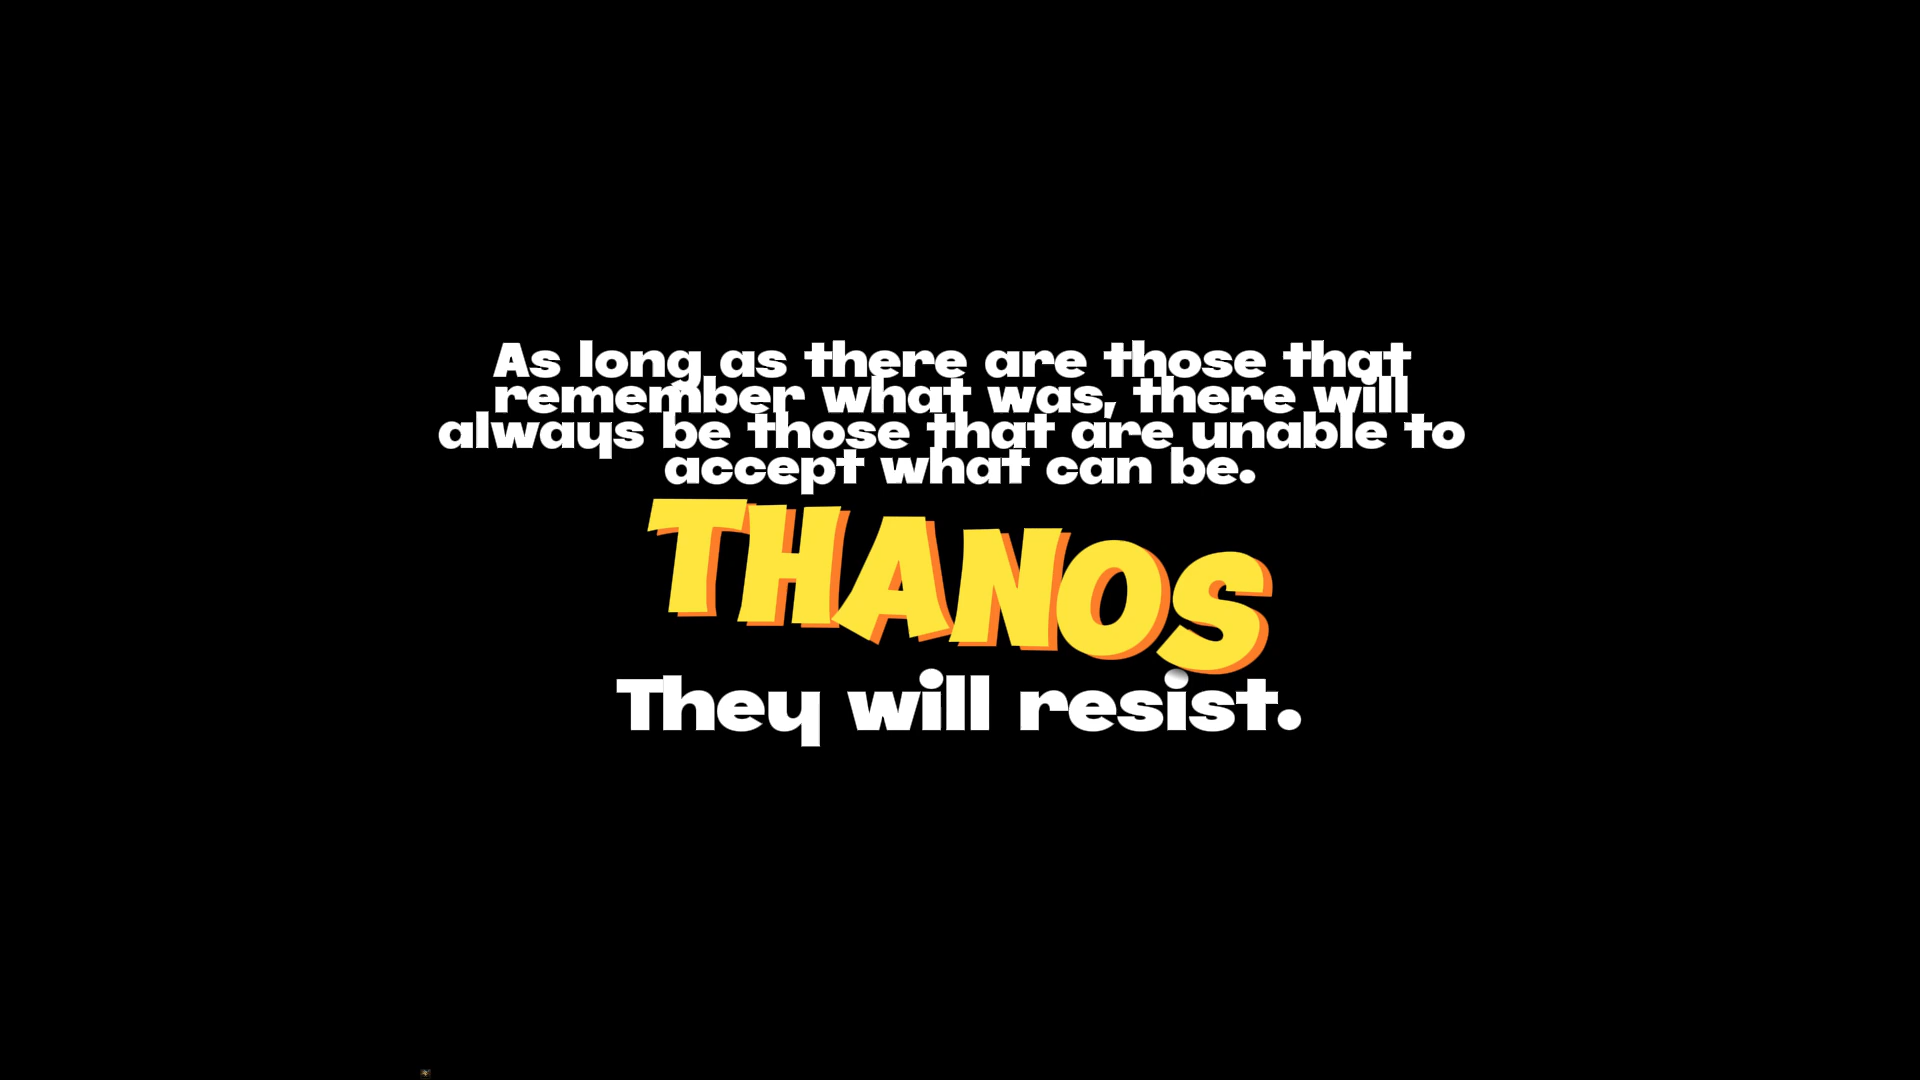 As long as there are those that
remember what was, there will
always be those that are unable to
accept what can be.
THANOS
They will resist.